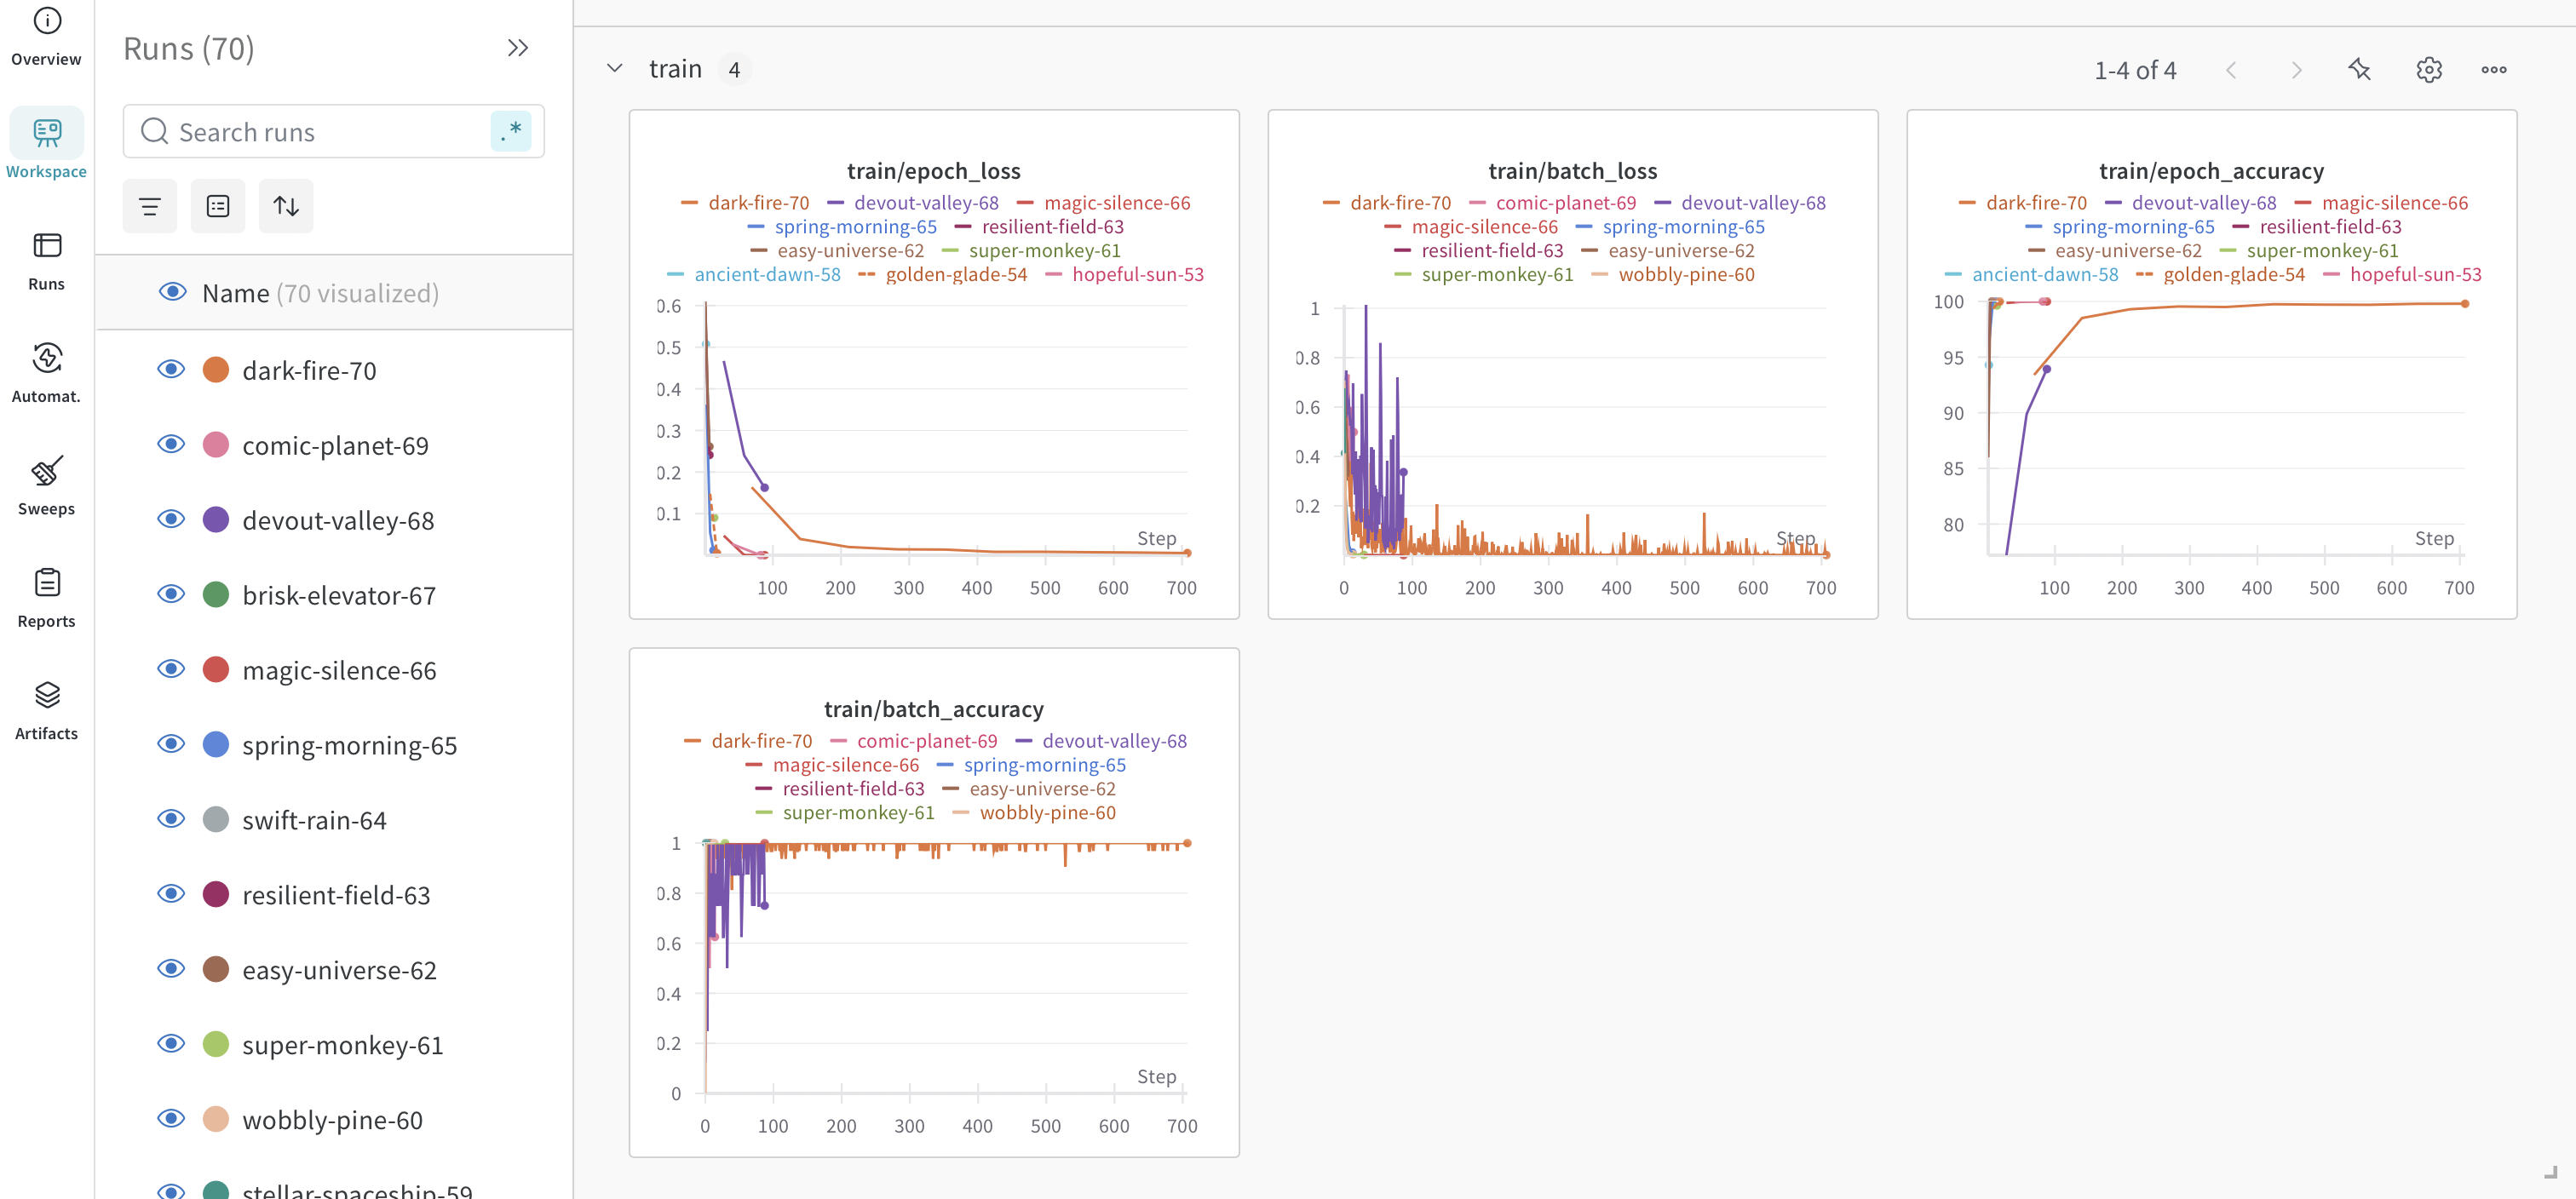 Overview
Workspace
Runs
Automat.
Sweeps
Reports
Artifacts
Runs (70)
Search runs
.*
Name (70 visualized)
dark-fire-70
comic-planet-69
devout-valley-68
brisk-elevator-67
magic-silence-66
spring-morning-65
swift-rain-64
resilient-field-63
easy-universe-62
super-monkey-61
wobbly-pine-60
stellar-spaceship-59
train 4
1-4 of 4
train/epoch_loss
dark-fire-70 devout-valley-68 magic-silence-66
spring-morning-65 resilient-field-63
easy-universe-62 super-monkey-61
ancient-dawn-58 golden-glade-54 hopeful-sun-53
0.6
0.5
0.4
0.3
0.2
0.1
Step
100 200 300 400 500 600 700
train/batch_loss
dark-fire-70 comic-planet-69 devout-valley-68
magic-silence-66 spring-morning-65
resilient-field-63 easy-universe-62
super-monkey-61 wobbly-pine-60
1
0.8
0.6
0.4
0.2
Step
0 100 200 300 400 500 600 700
train/epoch_accuracy
dark-fire-70 devout-valley-68 magic-silence-66
spring-morning-65 resilient-field-63
easy-universe-62 super-monkey-61
ancient-dawn-58 golden-glade-54 hopeful-sun-53
100
95
90
85
80
Step
100 200 300 400 500 600 700
train/batch_accuracy
dark-fire-70 comic-planet-69 devout-valley-68
magic-silence-66 spring-morning-65
resilient-field-63 easy-universe-62
super-monkey-61 wobbly-pine-60
1
0.8
0.6
0.4
0.2
0
Step
0 100 200 300 400 500 600 700